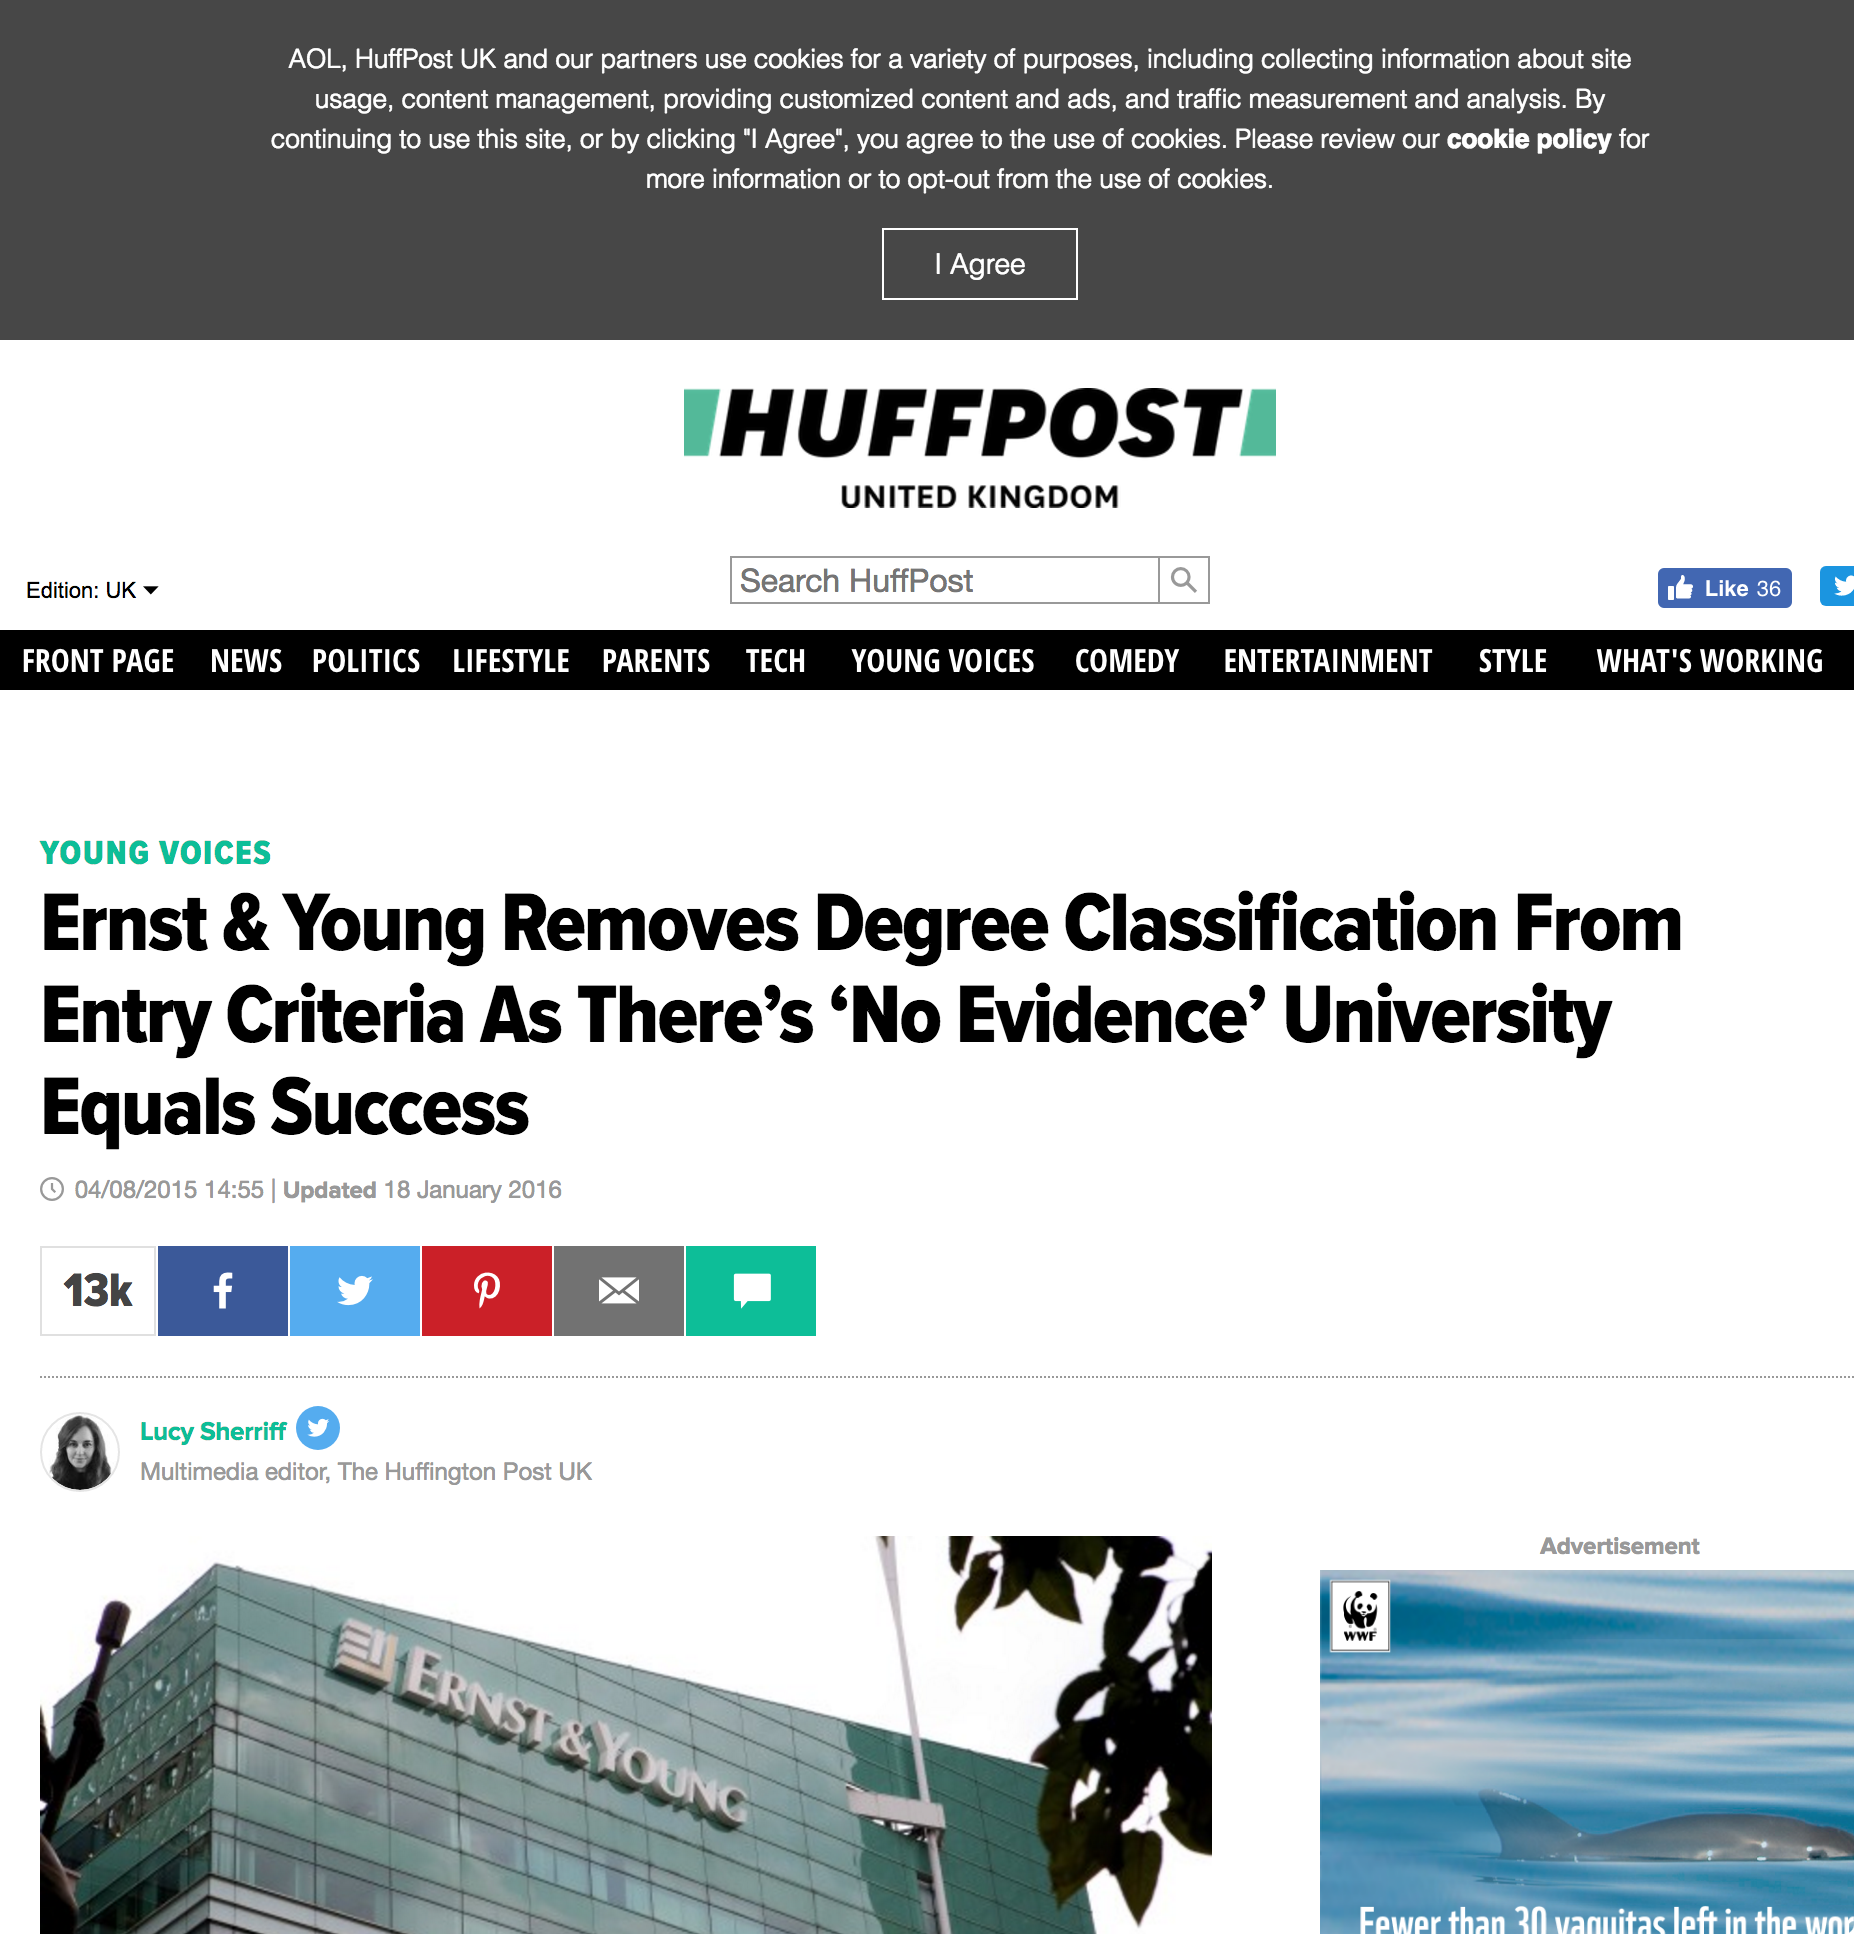 AOL, HuffPost UK and our partners use cookies for a variety of purposes, including collecting information about site
usage, content management, providing customized content and ads, and traffic measurement and analysis. By
continuing to use this site, or by clicking "I Agree", you agree to the use of cookies. Please review our cookie policy for
more information or to opt-out from the use of cookies.
I Agree
HUFFPOST
UNITED KINGDOM
Edition: UK
Search HuffPost
Like 36
FRONT PAGE NEWS POLITICS LIFESTYLE PARENTS TECH YOUNG VOICES COMEDY ENTERTAINMENT STYLE WHAT'S WORKING
YOUNG VOICES
Ernst & Young Removes Degree Classification From
Entry Criteria As There’s ‘No Evidence’ University
Equals Success
04/08/2015 14:55 | Updated 18 January 2016
13k
Lucy Sherriff
Multimedia editor, The Huffington Post UK
Advertisement
ERNST & YOUNG
WWF
Fewer than 30 vaquitas left in the